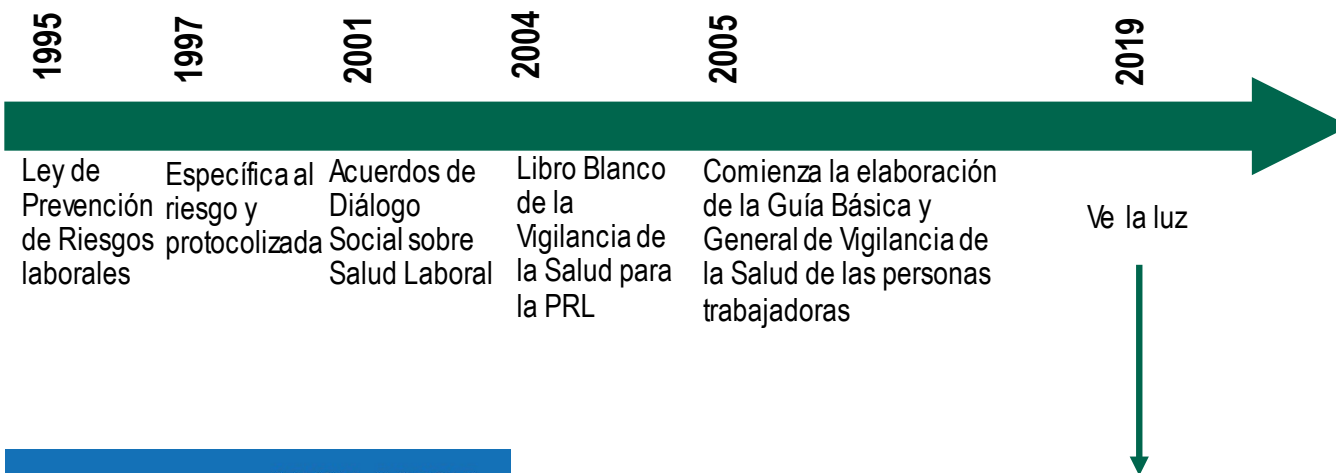 1995
1997
2001
2004
2005
2019
Ley de
Prevención
de Riesgos
laborales
Específica al
riesgo y
protocolizada
Acuerdos de
Diálogo
Social sobre
Salud Laboral
Libro Blanco
de la
Vigilancia de
la Salud para
la PRL
Comienza la elaboración
de la Guía Básica y
General de Vigilancia de
la Salud de las personas
trabajadoras
Ve la luz